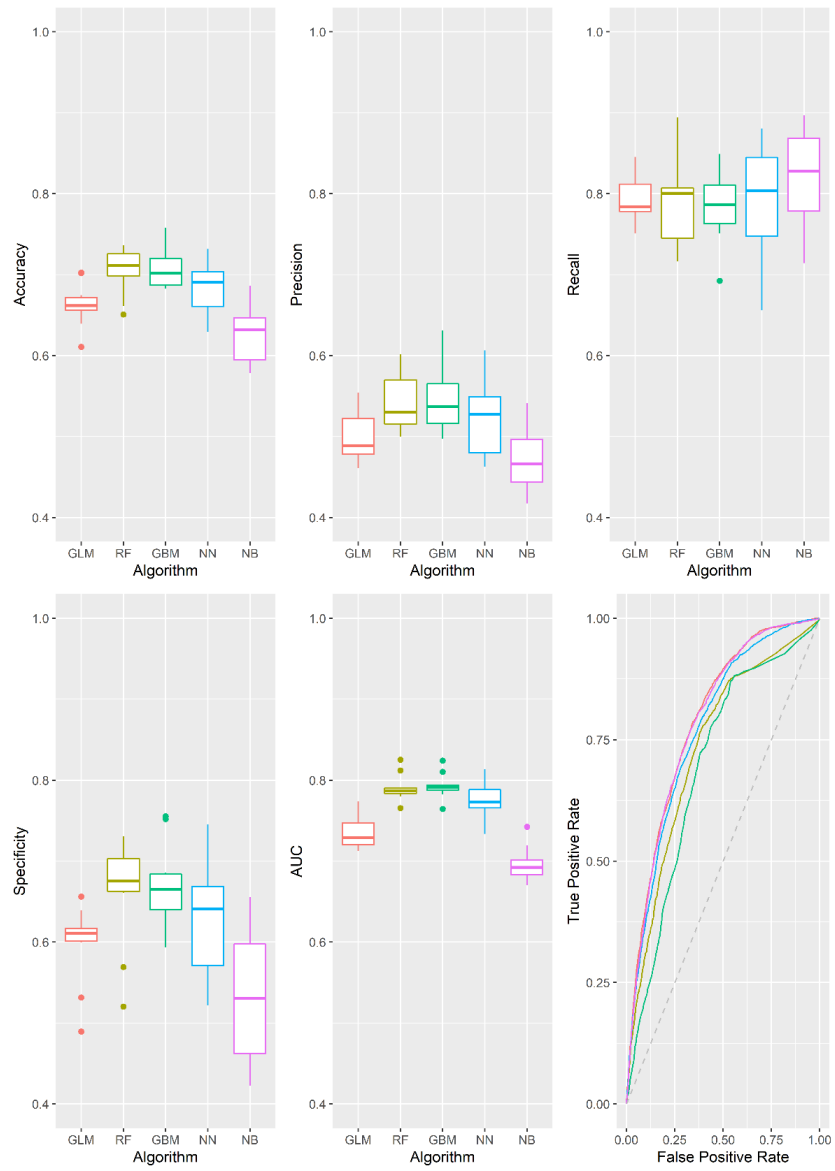 1.0
0.8
0.6
0.4
Accuracy
GLM RF GBM NN NB
Algorithm
1.0
0.8
0.6
0.4
Precision
GLM RF GBM NN NB
Algorithm
1.0
0.8
0.6
0.4
Recall
GLM RF GBM NN NB
Algorithm
1.0
0.8
0.6
0.4
Specificity
GLM RF GBM NN NB
Algorithm
1.0
0.8
0.6
0.4
AUC
GLM RF GBM NN NB
Algorithm
1.00
0.75
0.50
0.25
0.00
True Positive Rate
0.00 0.25 0.50 0.75 1.00
False Positive Rate